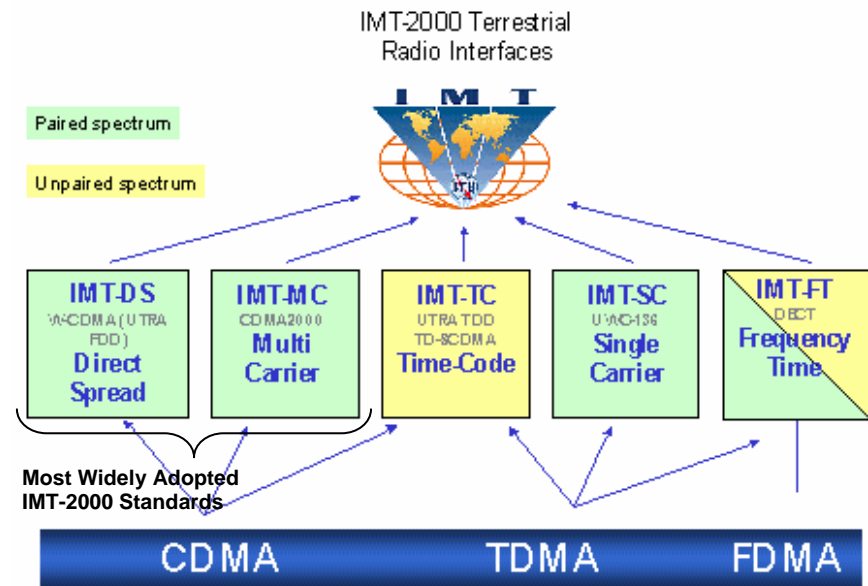 IMT-2000 Terrestrial
Radio Interfaces
I M T
Paired spectrum
Unpaired spectrum
ITU
IMT-DS
W-CDMA (UTRA
FDD)
Direct
Spread
IMT-MC
CDMA2000
Multi
Carrier
IMT-TC
UTRA TDD
TD-SCDMA
Time-Code
IMT-SC
UWC-136
Single
Carrier
IMT-FT
DECT
Frequency
Time
Most Widely Adopted
IMT-2000 Standards
CDMA
TDMA
FDMA